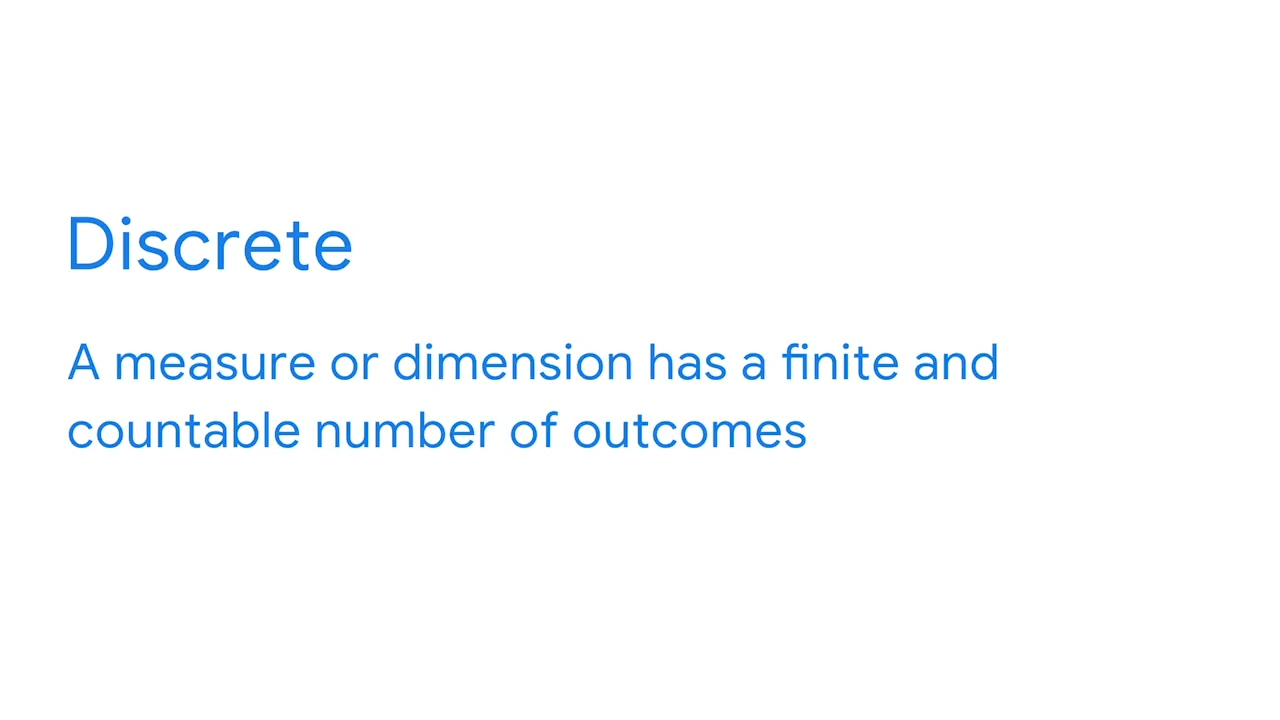 Discrete
A measure or dimension has a finite and
countable number of outcomes